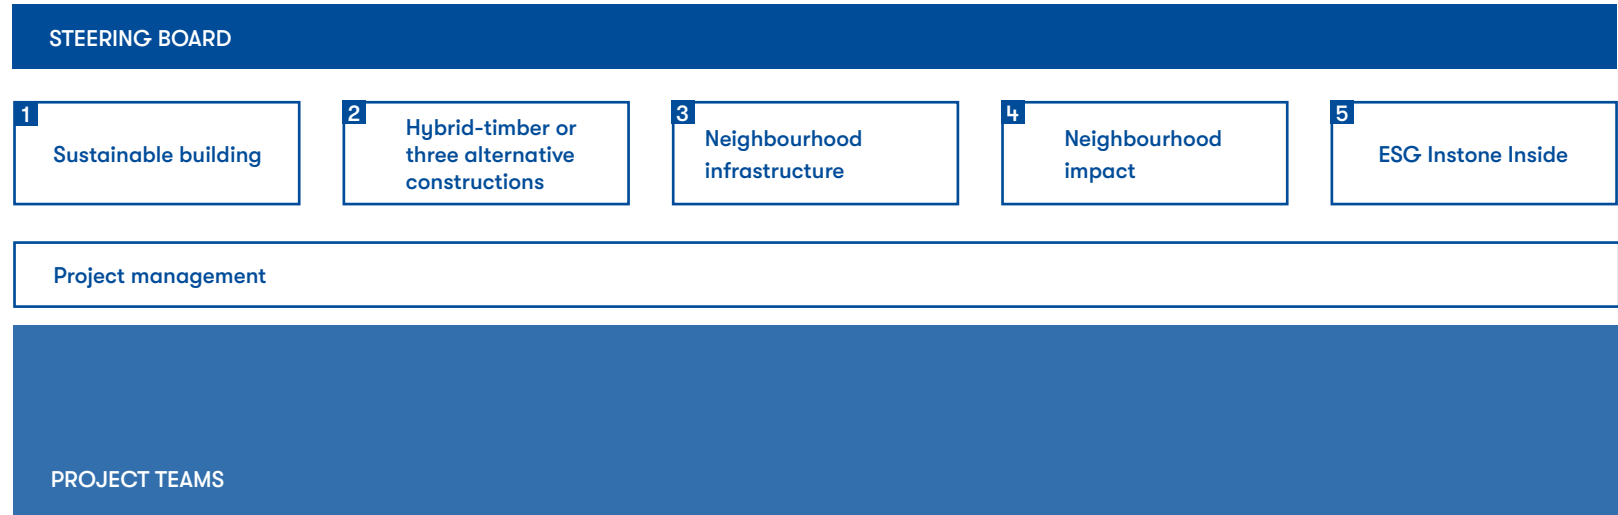 STEERING BOARD
1
Sustainable building
2
Hybrid-timber or
three alternative
constructions
3
Neighbourhood
infrastructure
4
Neighbourhood
impact
5
ESG Instone Inside
Project management
PROJECT TEAMS